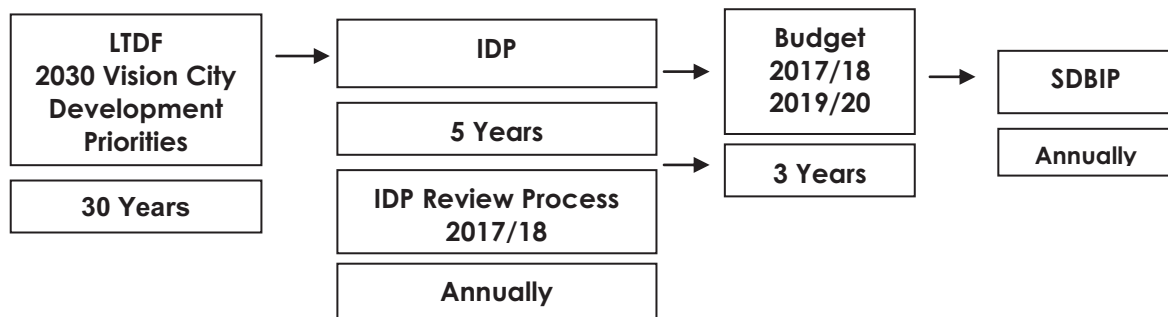 LTDF
2030 Vision City
Development
Priorities
30 Years
IDP
5 Years
IDP Review Process
2017/18
Annually
Budget
2017/18
2019/20
3 Years
SDBIP
Annually